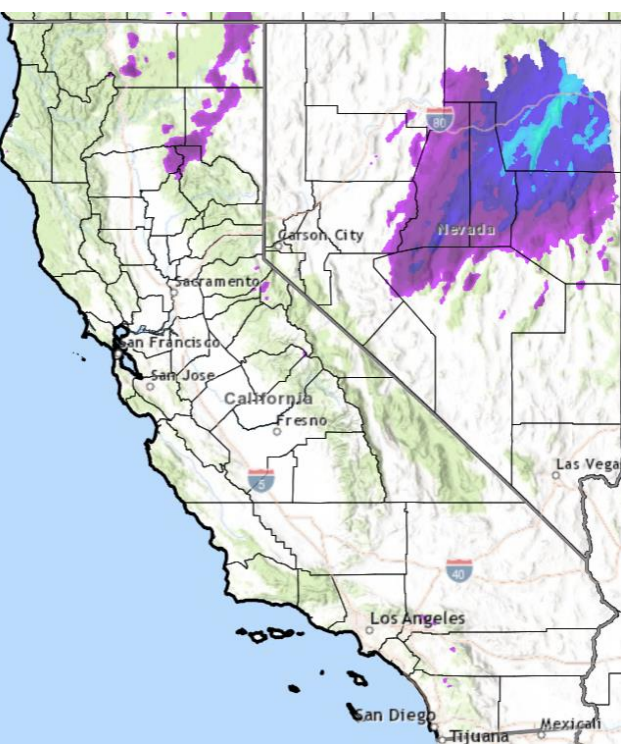 80
Nevada
Carson City
Sacramento
San Francisco
San Jose
California
Fresno
5
Las Vega
40
Los Angeles
San Diego
Tijuana
Mexicali